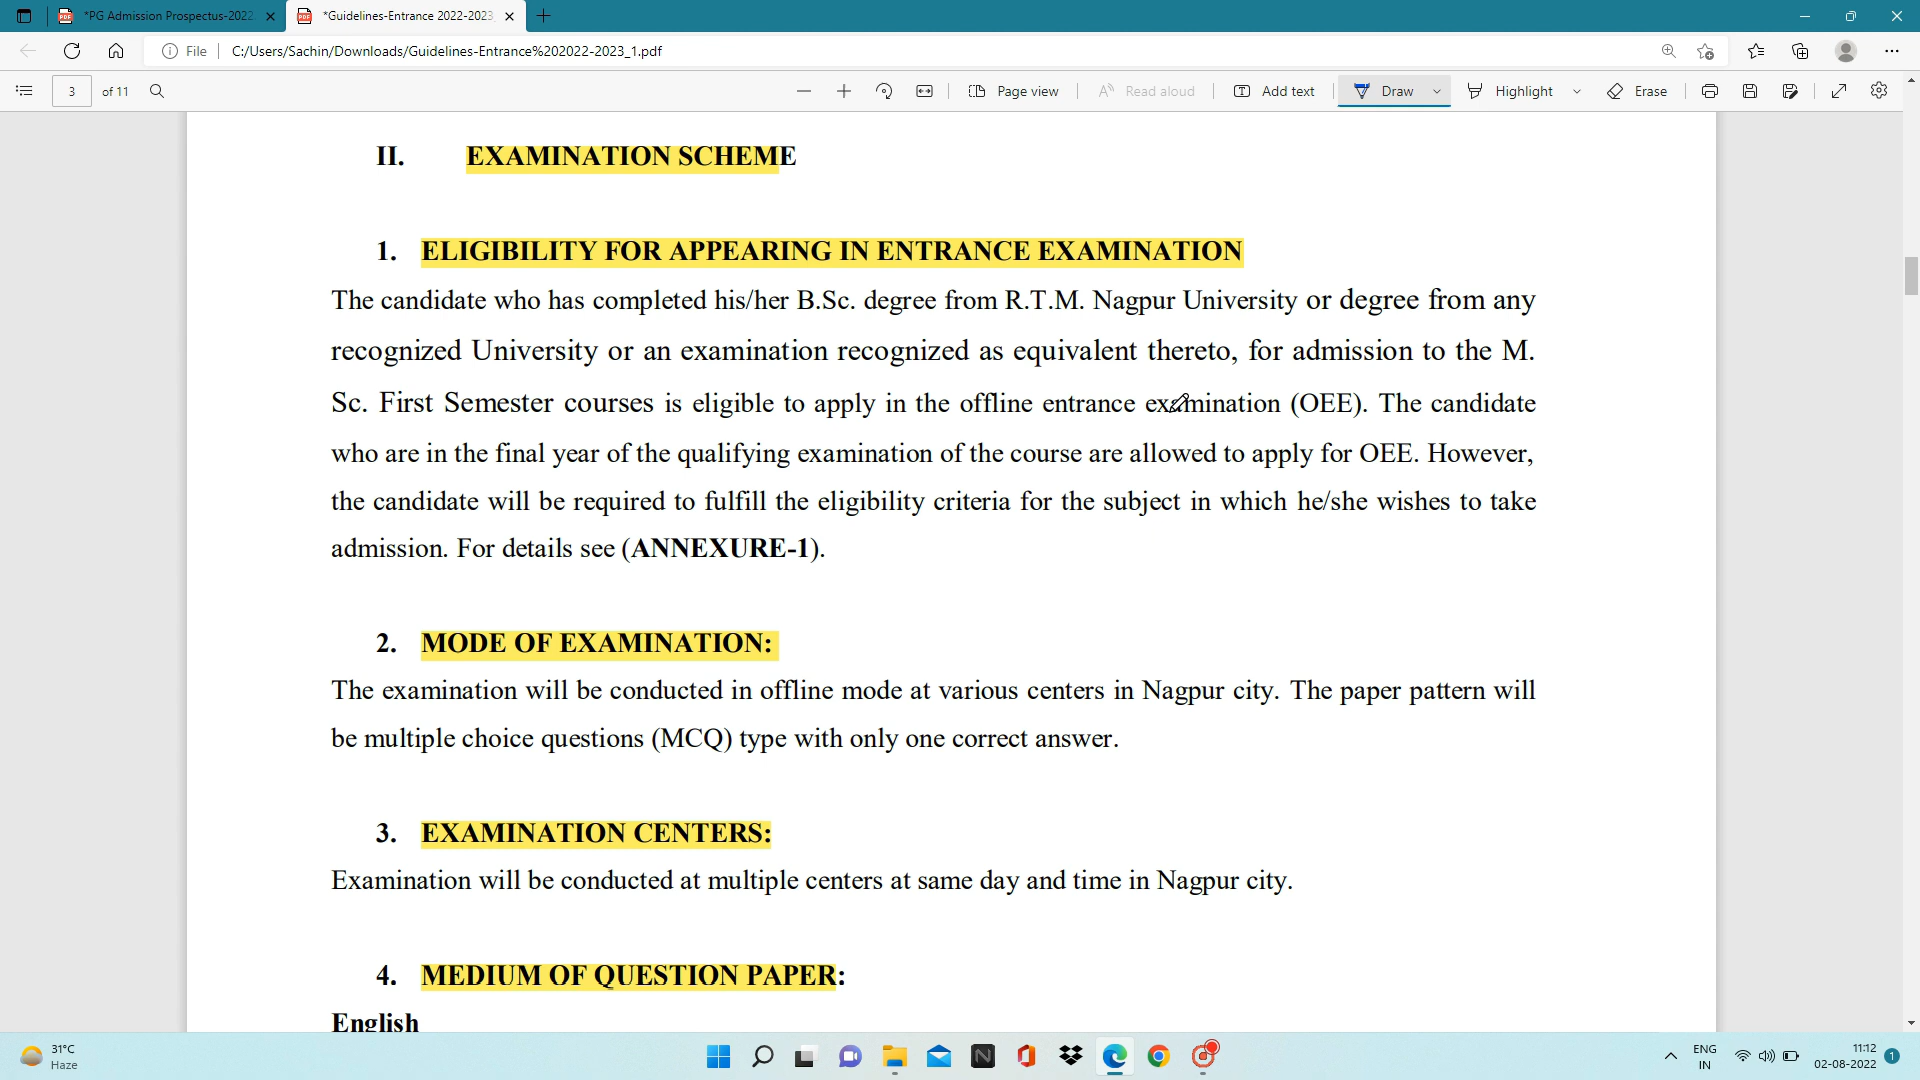 *PG Admission Prospectus-2022
*Guidelines-Entrance 2022-2023
File
C:/Users/Sachin/Downloads/Guidelines-Entrance%202022-2023_1.pdf
3 of 11
Page view
Read aloud
Add text
Draw
Highlight
Erase
II. EXAMINATION SCHEME
1. ELIGIBILITY FOR APPEARING IN ENTRANCE EXAMINATION
The candidate who has completed his/her B.Sc. degree from R.T.M. Nagpur University or degree from any
recognized University or an examination recognized as equivalent thereto, for admission to the M.
Sc. First Semester courses is eligible to apply in the offline entrance examination (OEE). The candidate
who are in the final year of the qualifying examination of the course are allowed to apply for OEE. However,
the candidate will be required to fulfill the eligibility criteria for the subject in which he/she wishes to take
admission. For details see (ANNEXURE-1).
2. MODE OF EXAMINATION:
The examination will be conducted in offline mode at various centers in Nagpur city. The paper pattern will
be multiple choice questions (MCQ) type with only one correct answer.
3. EXAMINATION CENTERS:
Examination will be conducted at multiple centers at same day and time in Nagpur city.
4. MEDIUM OF QUESTION PAPER:
English
31°C
Haze
ENG
IN
11:12
02-08-2022
1